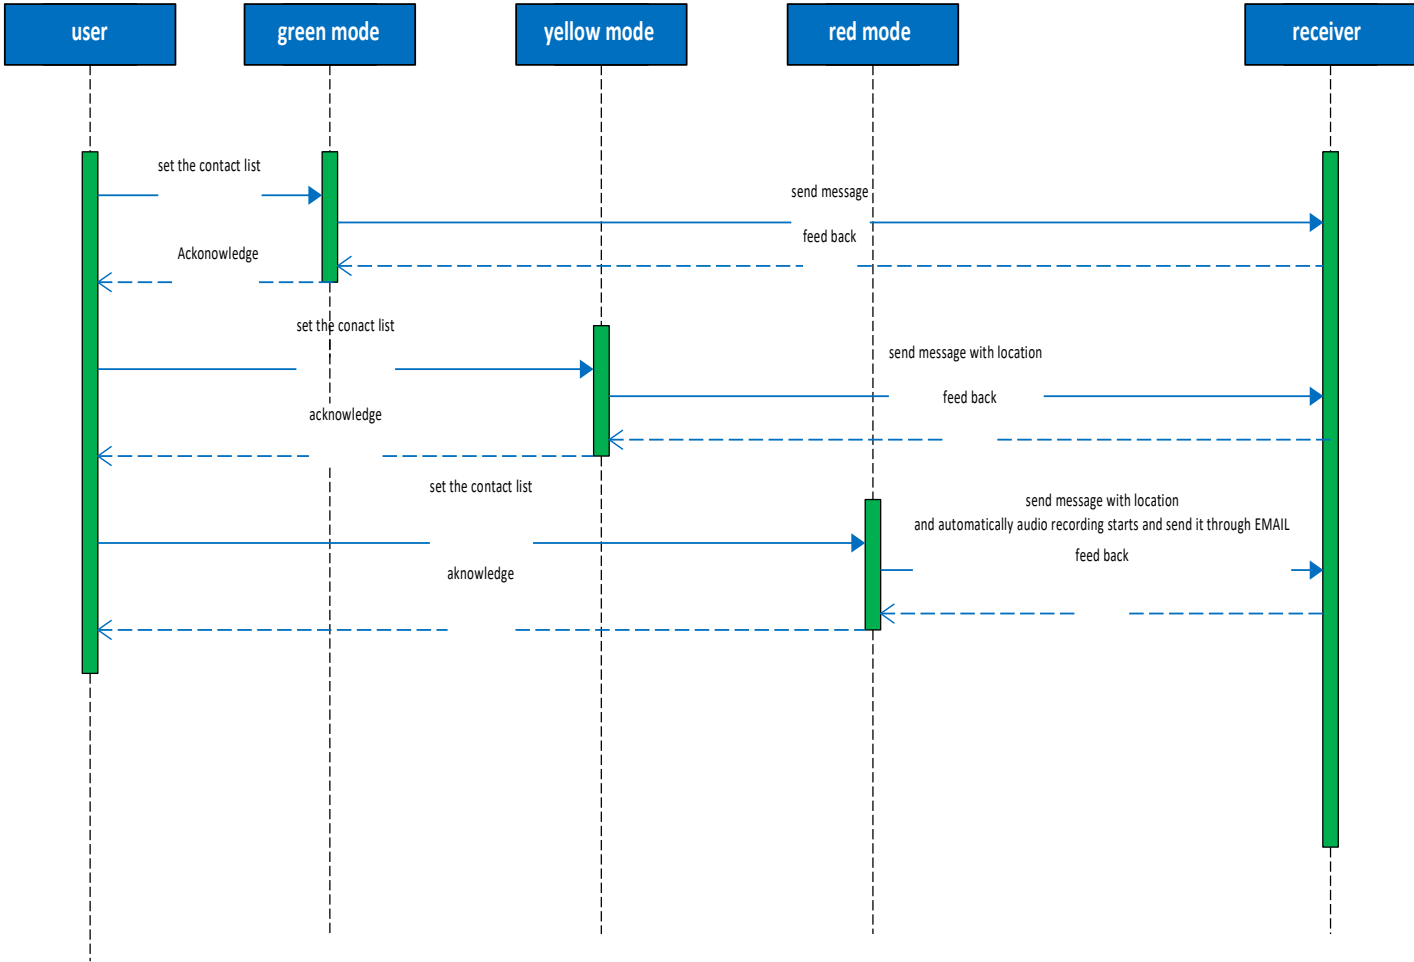 user
green mode
yellow mode
red mode
receiver
set the contact list
send message
feed back
Ackonowledge
set the conact list
send message with location
feed back
acknowledge
set the contact list
send message with location
and automatically audio recording starts and send it through EMAIL
feed back
aknowledge